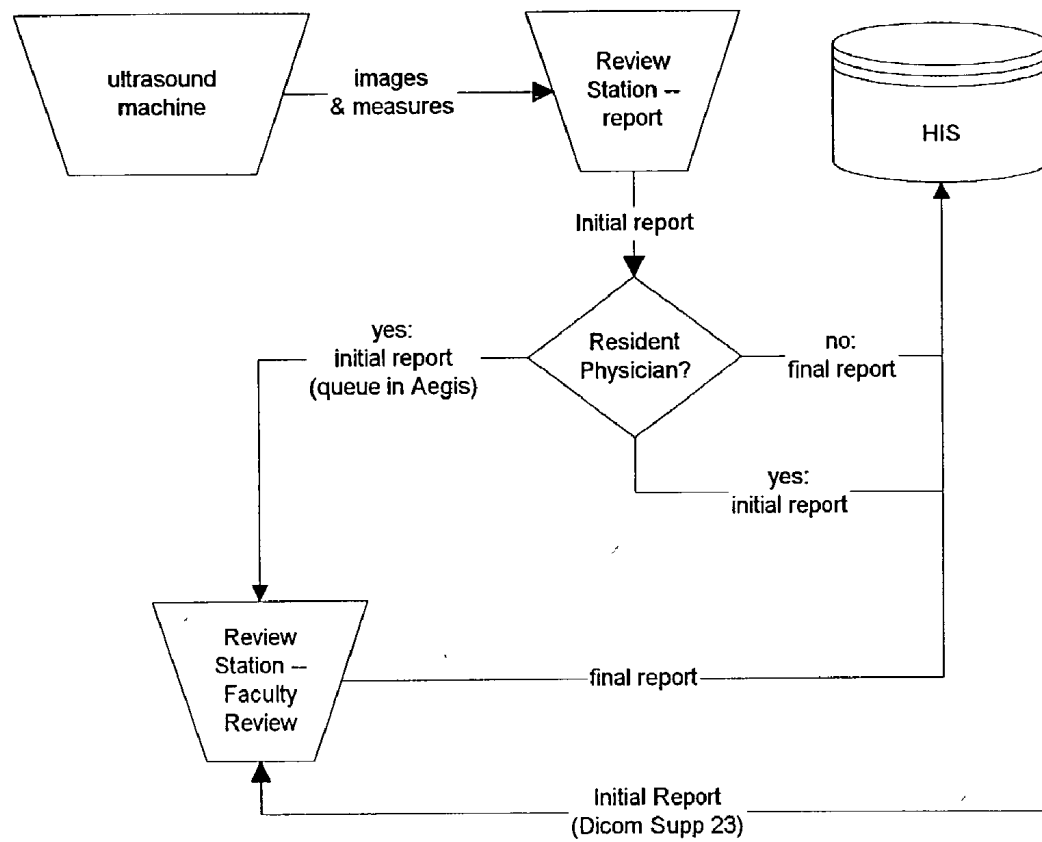 ultrasound
machine
images
& measures
Review
Station --
report
HIS
Initial report
Resident
Physician?
yes:
initial report
(queue in Aegis)
no:
final report
yes:
initial report
Review
Station --
Faculty
Review
final report
Initial Report
(Dicom Supp 23)